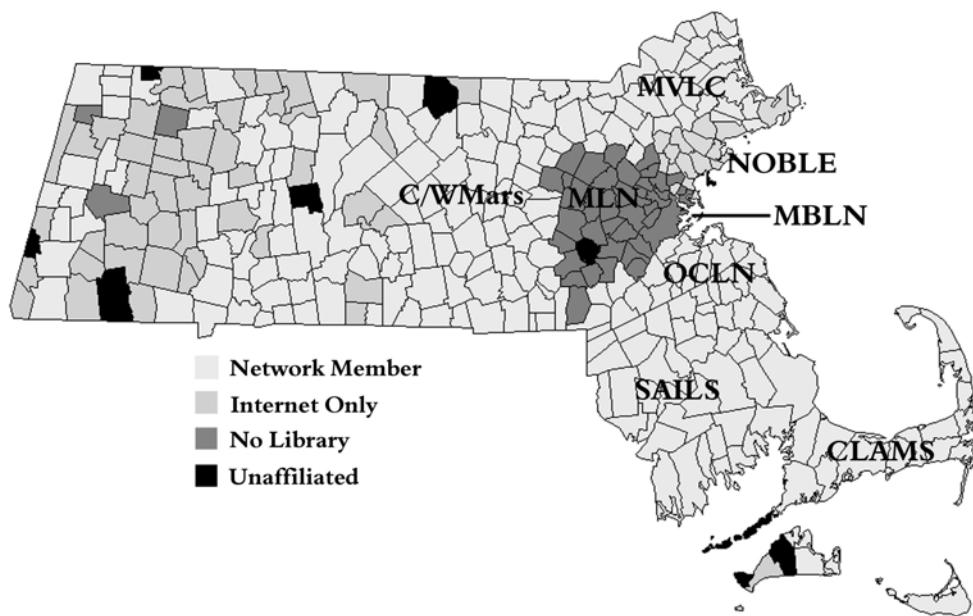 MVLC
NOBLE
C/WMars
MLN
MBLN
OCLN
Network Member
Internet Only
SAILS
No Library
CLAMS
Unaffiliated